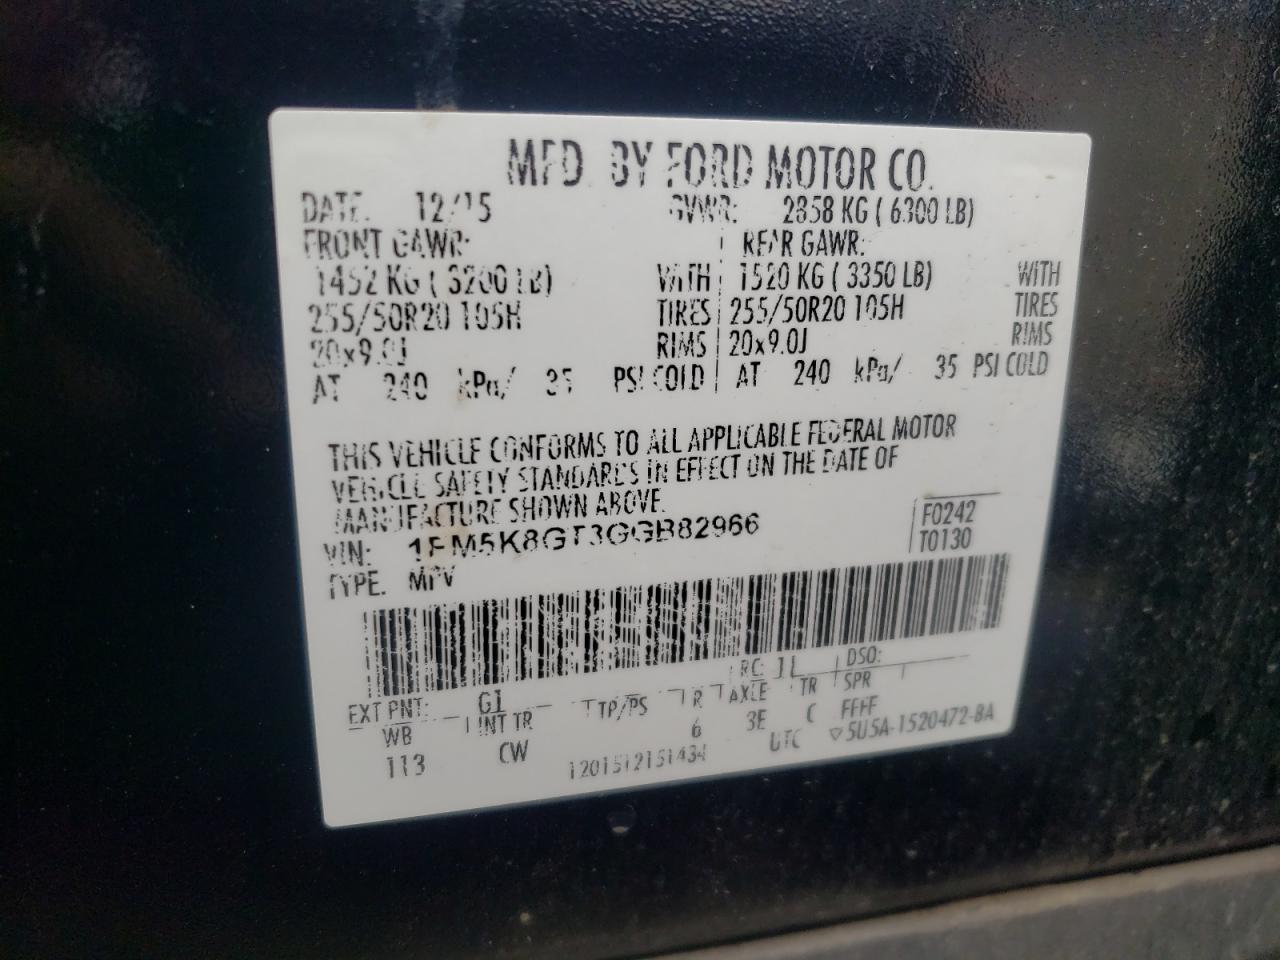 MFD. BY FORD MOTOR CO.
DATE: 12/15 GVWR: 2858 KG ( 6300 LB)
FRONT GAWR: REAR GAWR:
1452 KG ( 3200 LB) WITH 1520 KG ( 3350 LB) WITH
255/50R20 105H TIRES 255/50R20 105H TIRES
20x9.0J RIMS 20x9.0J RIMS
AT 240 kPa/ 35 PSI COLD AT 240 kPa/ 35 PSI COLD
THIS VEHICLE CONFORMS TO ALL APPLICABLE FEDERAL MOTOR
VEHICLE SAFETY STANDARDS IN EFFECT ON THE DATE OF
MANUFACTURE SHOWN ABOVE.
VIN: 1FM5K8GT3GGB82966 F0242
TYPE: MPV T0130
EXT PNT: G1 RC: 11 DSO:
WB INT TR TP/PS R AXLE TR SPR
113 CW 6 3E C FFFF
1201512151434 UTC ▽5U5A-1520472-BA